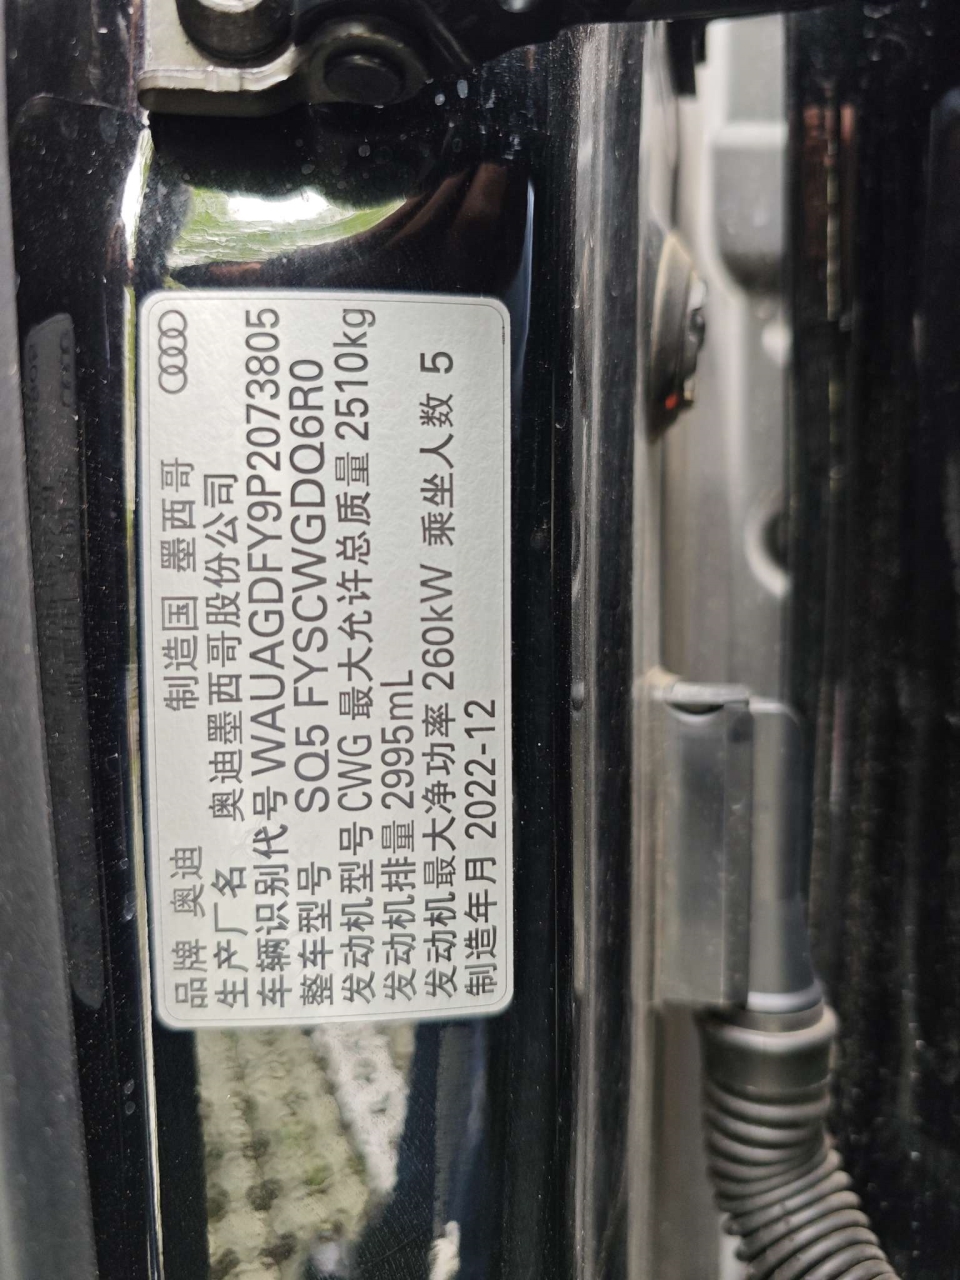 品牌 奥迪 制造国 墨西哥
生产厂名 奥迪墨西哥股份公司
车辆识别代号 WAUAGDFY9P2073805
整车型号 SQ5 FYSCWGDQ6R0
发动机型号 CWG 最大允许总质量 2510kg
发动机排量 2995mL
发动机最大净功率 260kW 乘坐人数 5
制造年月 2022-12